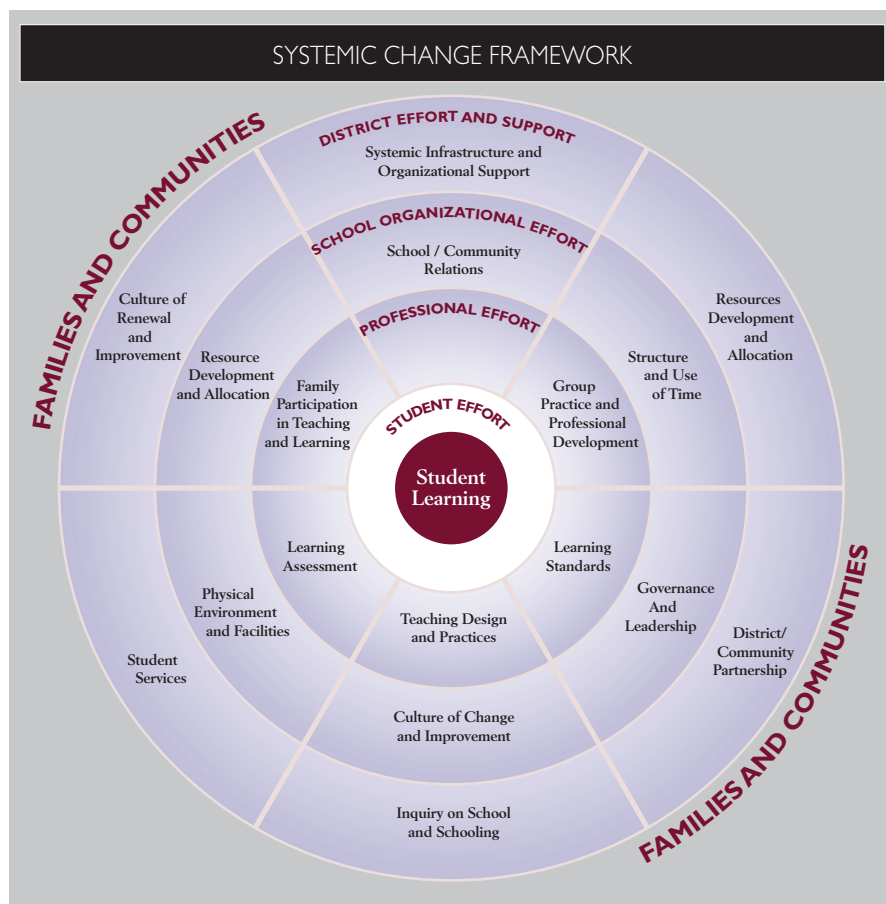 SYSTEMIC CHANGE FRAMEWORK
FAMILIES AND COMMUNITIES
DISTRICT EFFORT AND SUPPORT
Systemic Infrastructure and
Organizational Support
SCHOOL ORGANIZATIONAL EFFORT
School / Community
Relations
PROFESSIONAL EFFORT
Culture of
Renewal
and
Improvement
Resource
Development
and Allocation
Family
Participation
in Teaching
and Learning
STUDENT EFFORT
Student
Learning
Group
Practice and
Professional
Development
Structure
and Use
of Time
Resources
Development
and
Allocation
Learning
Assessment
Learning
Standards
Physical
Environment
and Facilities
Teaching Design
and Practices
Governance
And
Leadership
Student
Services
District/
Community
Partnership
Culture of Change
and Improvement
Inquiry on School
and Schooling
FAMILIES AND COMMUNITIES